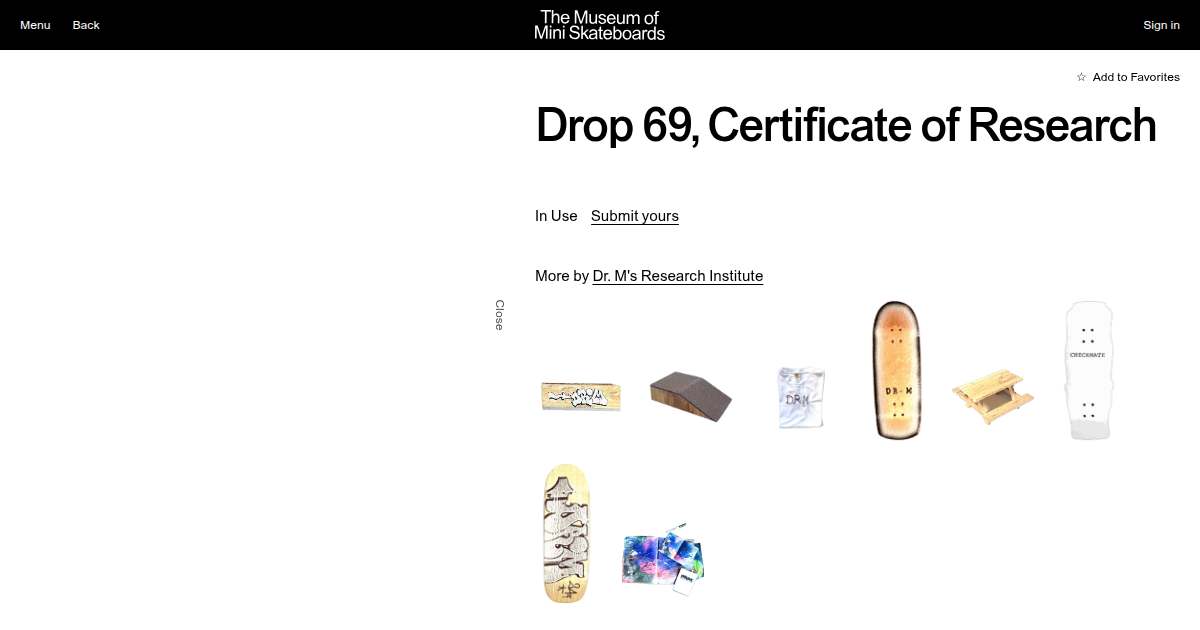 Menu
Back
The Museum of
Mini Skateboards
Sign in
☆ Add to Favorites
Drop 69, Certificate of Research
In Use
Submit yours
More by Dr. M's Research Institute
Close
DRM
DR·M
CHECKMATE